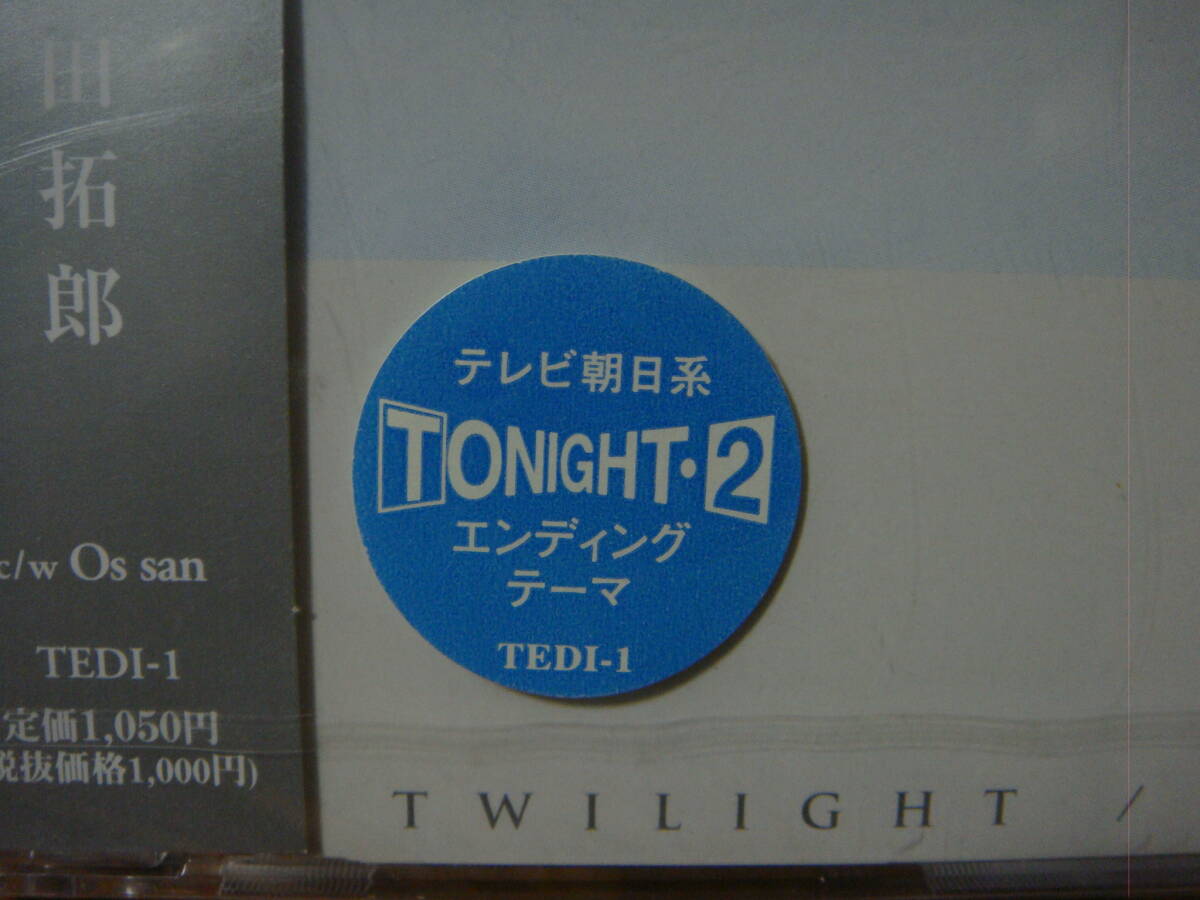 田拓郎
c/w Os san
TEDI-1
定価1,050円
税抜価格1,000円)
テレビ朝日系
TONIGHT・2
エンディング
テーマ
TEDI-1
TWILIGHT /